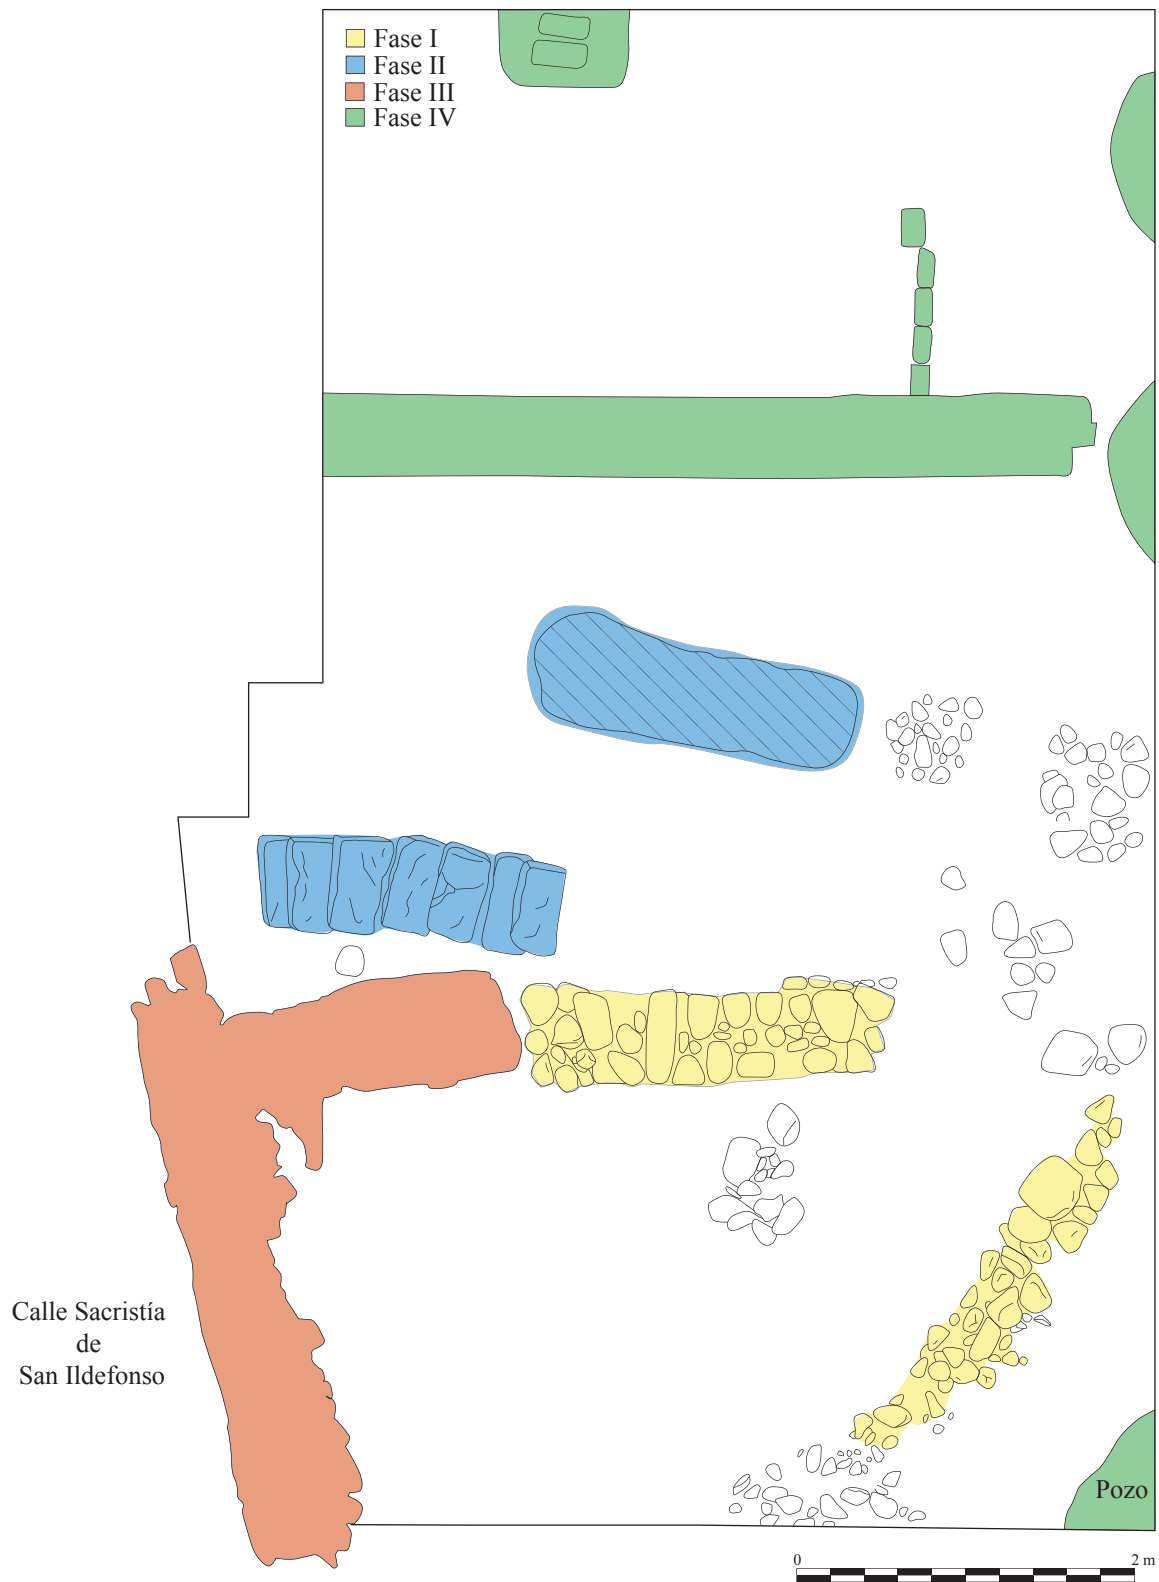 Fase I
Fase II
Fase III
Fase IV
Calle Sacristía
de
San Ildefonso
Pozo
0
2 m